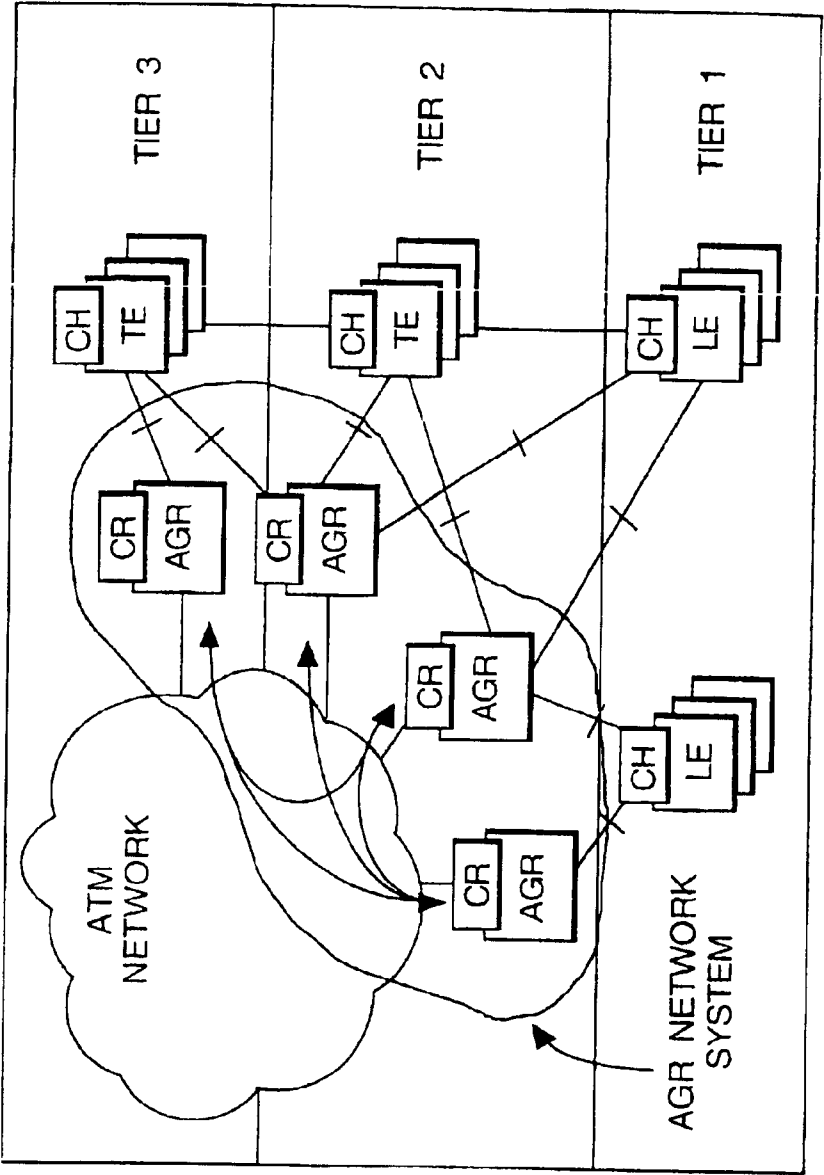 TIER 3
TIER 2
TIER 1
ATM
NETWORK
CR
AGR
CH
TE
CR
AGR
CH
TE
CR
AGR
CR
AGR
CH
LE
CH
LE
AGR NETWORK
SYSTEM